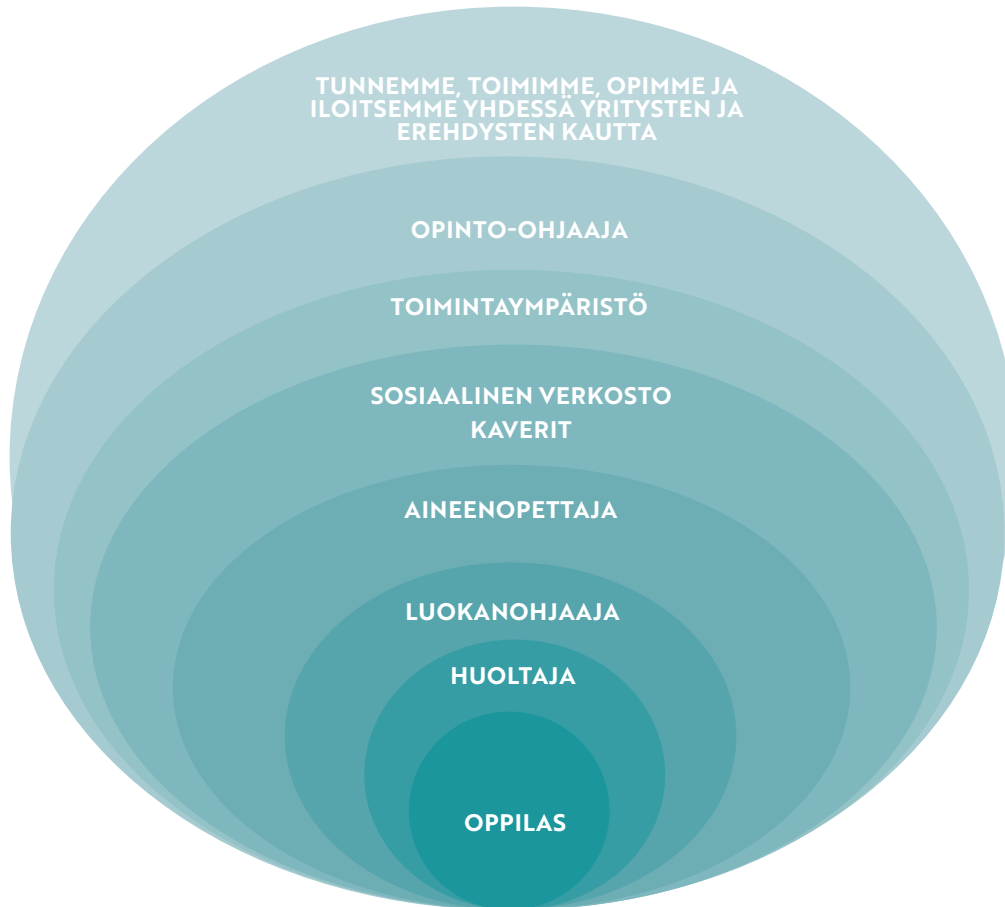 TUNNEMME, TOIMIMME, OPIMME JA
ILOITSEMME YHDESSÄ YRITYSTEN JA
EREHDYSTEN KAUTTA
OPINTO-OHJAAJA
TOIMINTAYMPÄRISTÖ
SOSIAALINEN VERKOSTO
KAVERIT
AINEENOPETTAJA
LUOKANOHJAAJA
HUOLTAJA
OPPILAS